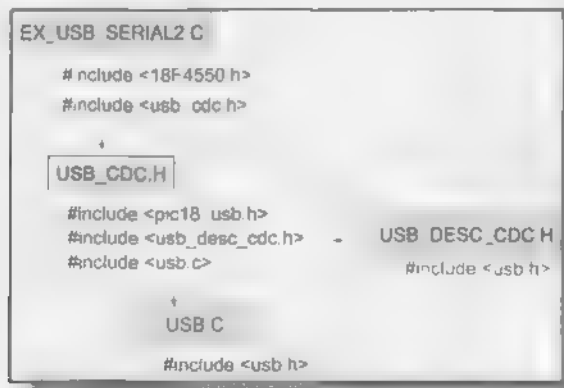 EX_USB SERIAL2 C
#include <18F4550 h>
#include <usb cdc h>
USB_CDC.H
#include <pic18 usb h>
#include <usb_desc_cdc.h>
#include <usb c>
USB DESC_CDC H
#include <usb h>
USB C
#include <usb h>